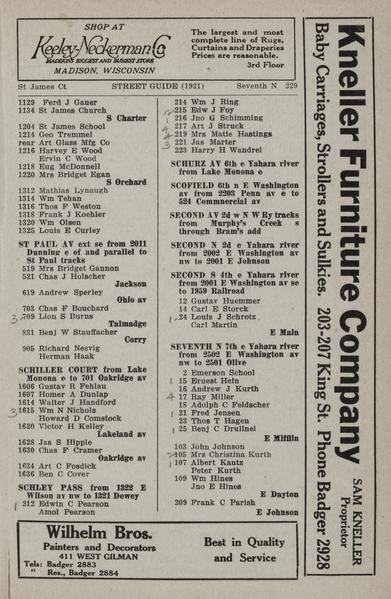 SHOP AT
Keeley-Neckerman Co
MADISON'S BIGGEST AND BUSIEST STORE
MADISON, WISCONSIN
The largest and most
complete line of Rugs,
Curtains and Draperies
Prices are reasonable.
3rd Floor
St James Ct STREET GUIDE (1921) Seventh N 229
1129 Ferd J Gauer
1134 St James Church
S Charter
1204 St James School
1214 Geo Tremmel
rear Art Glass Mfg Co
1216 Harvey E Wood
Ervin C Wood
1218 Eug McDonnell
1220 Mrs Bridget Egan
S Orchard
1312 Mathias Lynaugh
1314 Wm Tehan
1316 Thos F Weston
1318 Frank J Koehler
1320 Wm Olsen
1325 Louis E Curley
ST PAUL AV ext se from 2011
Dunning e of and parallel to
St Paul tracks
519 Mrs Bridget Gannon
521 Chas J Holscher
Jackson
619 Andrew Sperley
Ohio av
703 Chas F Bouchard
3 709 Lion S Burns
Talmadge
831 Benj W Stauffacher
Corry
905 Richard Nesvig
Herman Haak
SCHILLER COURT from Lake
Monona e to 701 Oakridge av
1606 Gustav R Fehlan
1607 Homer A Dunlap
1614 Walter J Handford
3 1615 Wm N Nichols
Howard D Comstock
1620 Victor H Kelley
Lakeland av
1628 Jas S Hipple
1630 Chas F Cramer
Oakridge av
1634 Art C Fosdick
1636 Ben C Cover
SCHLEY PASS from 1322 E
Wilson av nw to 1321 Dewey
2 212 Edwin C Pearson
Amol Pearson
214 Wm J Ring
215 Edw J Foy
1 216 Jno G Schimming
217 Art J Struck
4 219 Mrs Matie Hastings
3 221 Jas Marter
223 Harry W Wandrei
SCHURZ AV 6th e Yahara river
from Lake Monona e
SCOFIELD 6th n E Washington
av from 2203 Penn av e to
524 Commercial av
SECOND AV 2d w N W Ry tracks
from Murphy's Creek s
through Bram's add
SECOND N 2d e Yahara river
from 2002 E Washington av
nw to 2001 E Johnson
SECOND S 4th e Yahara river
from 2001 E Washington av se
to 1959 Railroad
12 Gustav Huemmer
14 Carl E Storck
1 24 Louis J Schrotz
Carl Martin
E Main
SEVENTH N 7th e Yahara river
from 2502 E Washington av
nw to 2501 Olive
2 Emerson School
1 15 Ernest Hein
16 Andrew J Kurth
4 17 Ray Miller
18 Adolph C Feldscher
1 21 Fred Jensen
23 Thos T Hagen
1 25 Benj C Druilnel
E Mifflin
103 John Johnson
105 Mrs Christina Kurth
1 107 Albert Kautz
Peter Kurth
109 Wm Hines
Jno E Hines
E Dayton
209 Frank C Parish
E Johnson
Wilhelm Bros.
Painters and Decorators
411 WEST GILMAN
Tels: Badger 2883
" Res., Badger 2884
Best in Quality
and Service
Kneller Furniture Company
SAM KNELLER
Proprietor
Baby Carriages, Strollers and Sulkies. 203-207 King St. Phone Badger 2928